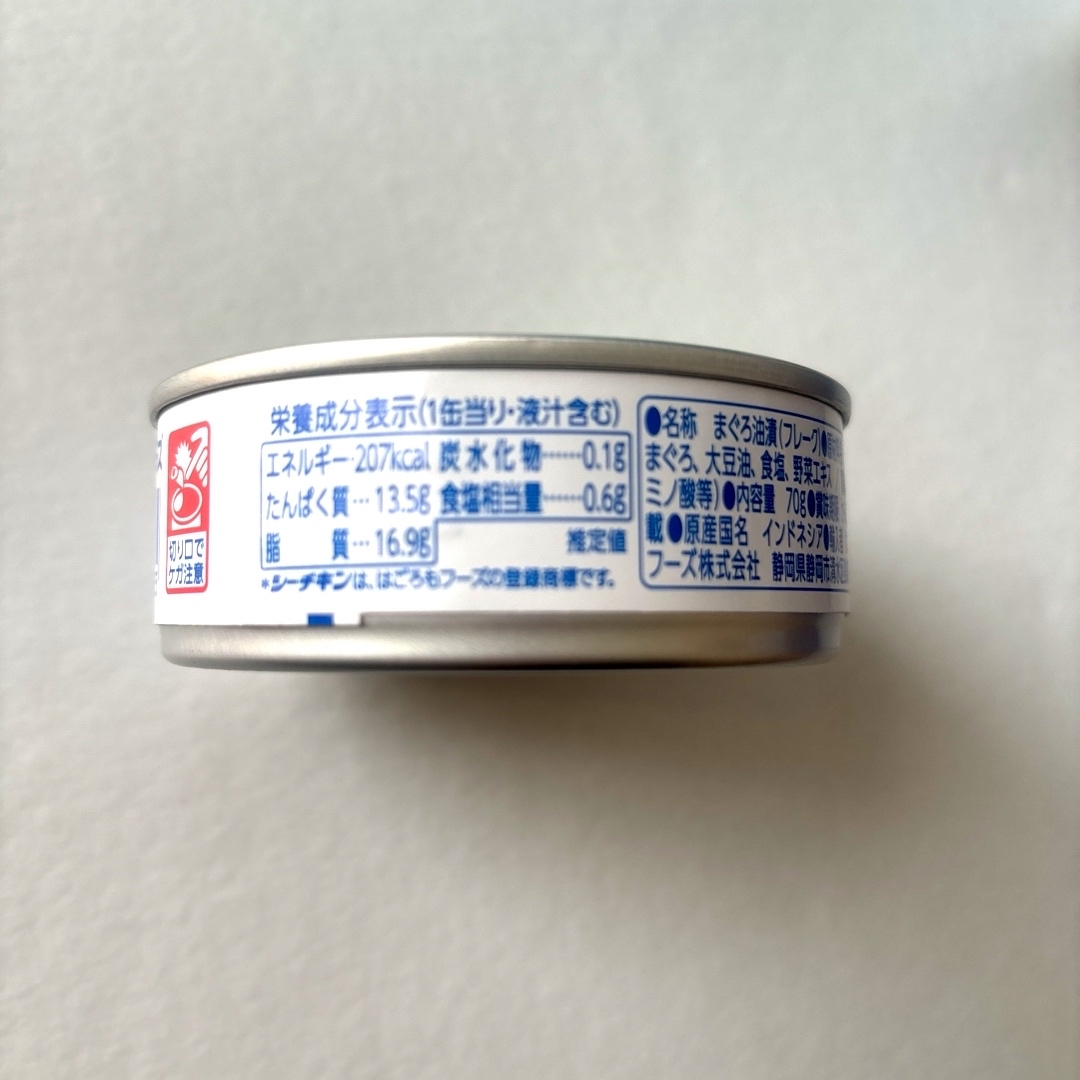 栄養成分表示(1缶当り・液汁含む)
エネルギー…207kcal 炭水化物……0.1g
たんぱく質…13.5g 食塩相当量……0.6g
脂質…16.9g 推定値
*シーチキンは、はごろもフーズの登録商標です。
切り口で
ケガ注意
●名称 まぐろ油漬(フレーク)●
まぐろ、大豆油、食塩、野菜エキス
ミノ酸等)●内容量 70g●賞味
載●原産国名 インドネシア●
フーズ株式会社 静岡県静岡市清水